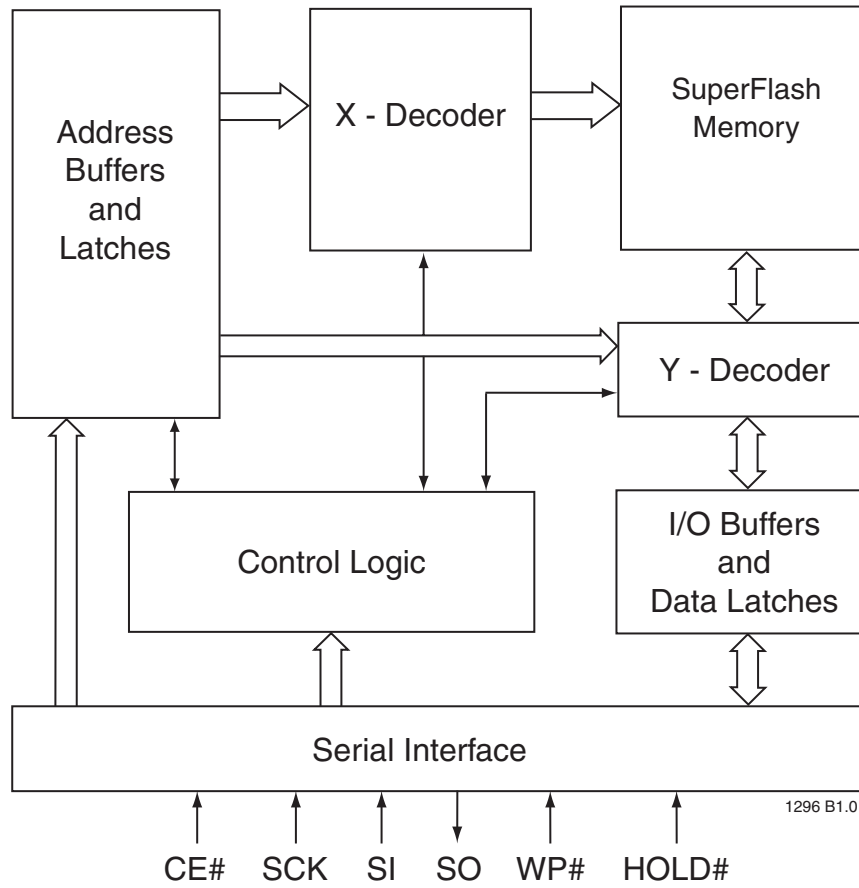 Address
Buffers
and
Latches
X - Decoder
SuperFlash
Memory
Y - Decoder
Control Logic
I/O Buffers
and
Data Latches
Serial Interface
1296 B1.0
CE# SCK SI SO WP# HOLD#